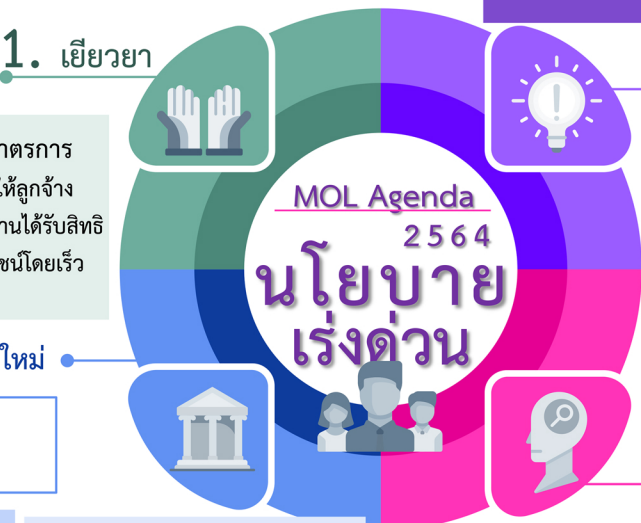 1. เยียวยา
าตรการ
ให้ลูกจ้าง
านได้รับสิทธิ
ชน์โดยเร็ว
ใหม่
MOL Agenda
2564
นโยบาย
เร่งด่วน